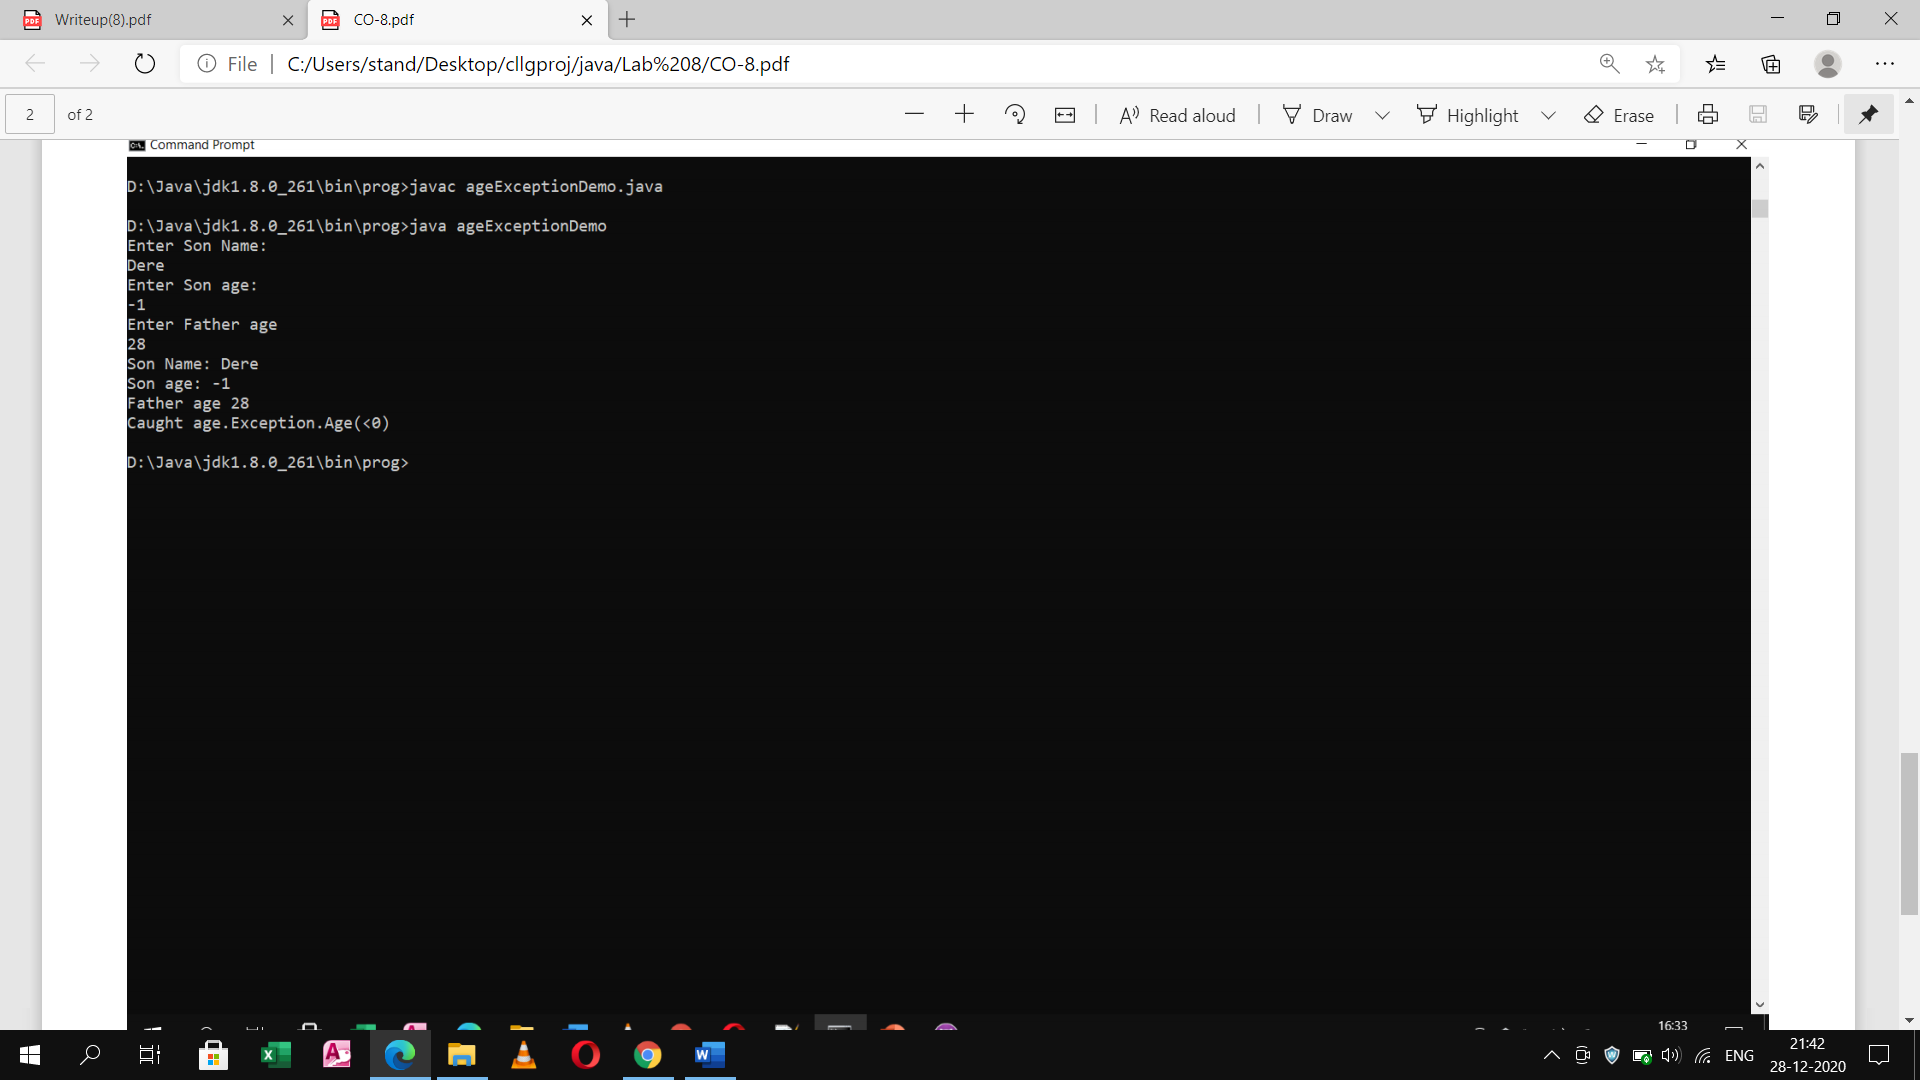 Writeup(8).pdf
CO-8.pdf
File
C:/Users/stand/Desktop/cllgproj/java/Lab%208/CO-8.pdf
2 of 2
Read aloud
Draw
Highlight
Erase
Command Prompt
D:\Java\jdk1.8.0_261\bin\prog>javac ageExceptionDemo.java
D:\Java\jdk1.8.0_261\bin\prog>java ageExceptionDemo
Enter Son Name:
Dere
Enter Son age:
-1
Enter Father age
28
Son Name: Dere
Son age: -1
Father age 28
Caught age.Exception.Age(<0)
D:\Java\jdk1.8.0_261\bin\prog>
16:33
ENG
21:42
28-12-2020